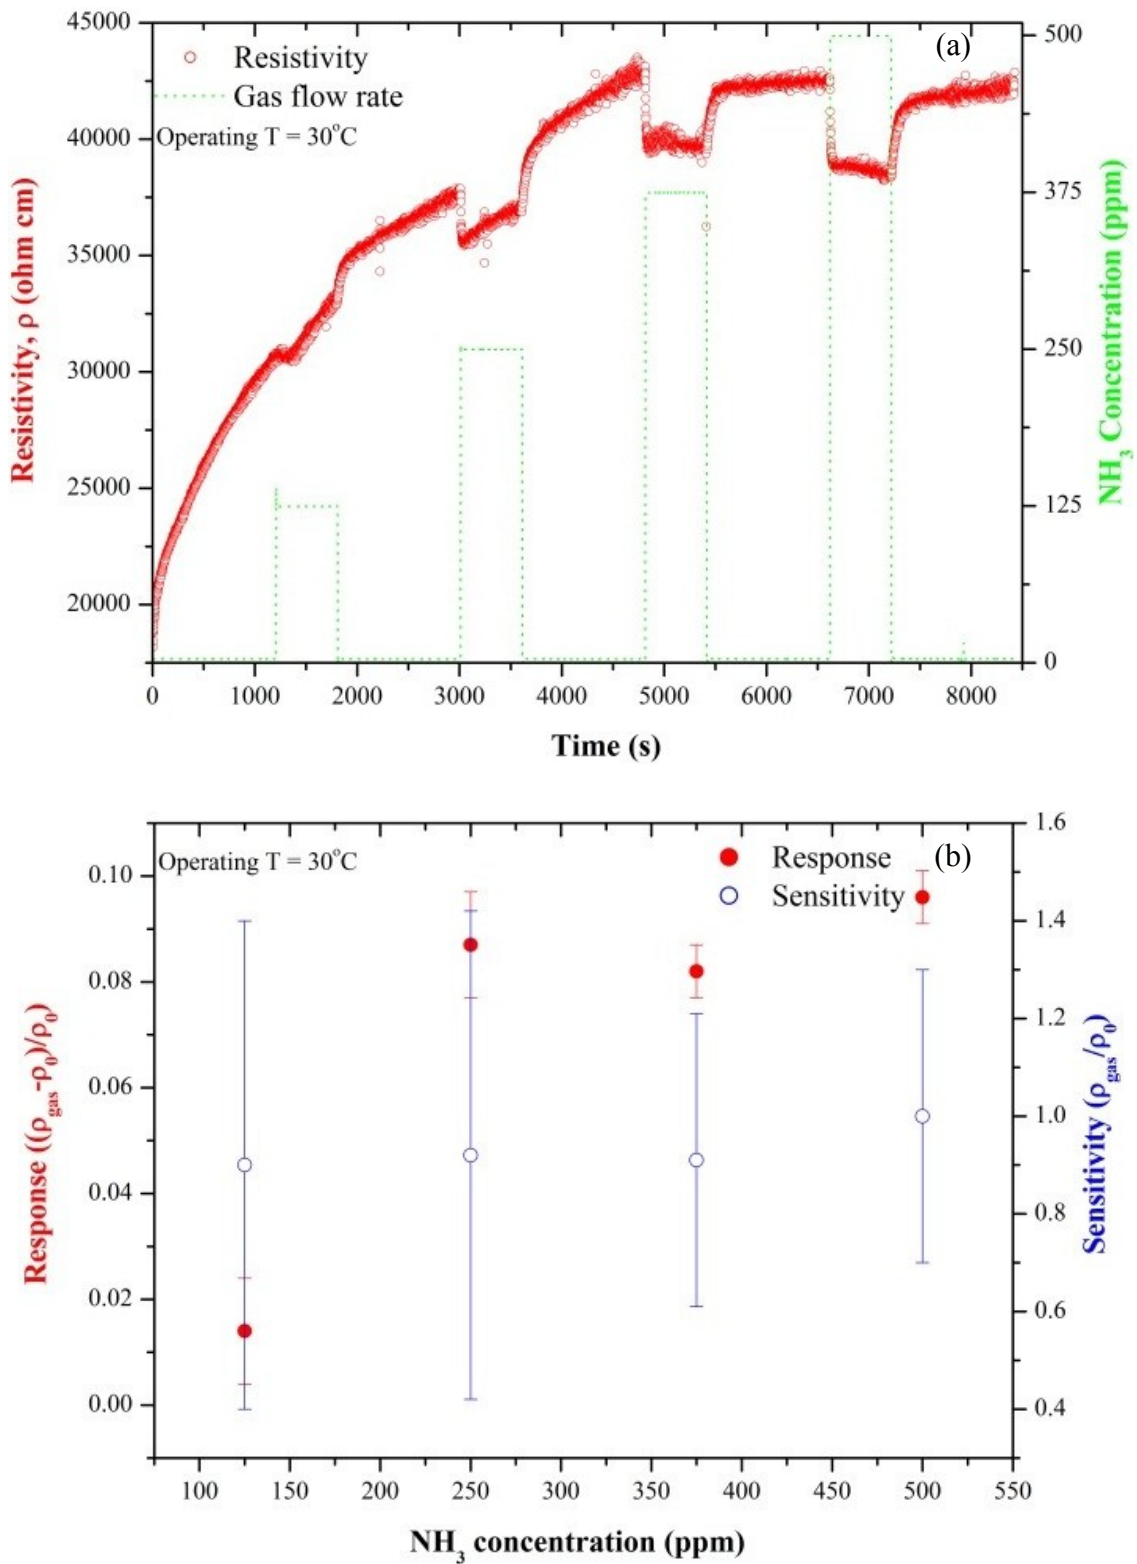 (a)
Resistivity
Gas flow rate
Operating T = 30°C
45000
40000
35000
30000
25000
20000
Resistivity, ρ (ohm cm)
500
375
250
125
0
NH₃ Concentration (ppm)
0 1000 2000 3000 4000 5000 6000 7000 8000
Time (s)
(b)
Operating T = 30°C
Response
Sensitivity
0.10
0.08
0.06
0.04
0.02
0.00
Response ((ρgas-ρ₀)/ρ₀)
1.6
1.4
1.2
1.0
0.8
0.6
0.4
Sensitivity (ρgas/ρ₀)
100 150 200 250 300 350 400 450 500 550
NH₃ concentration (ppm)